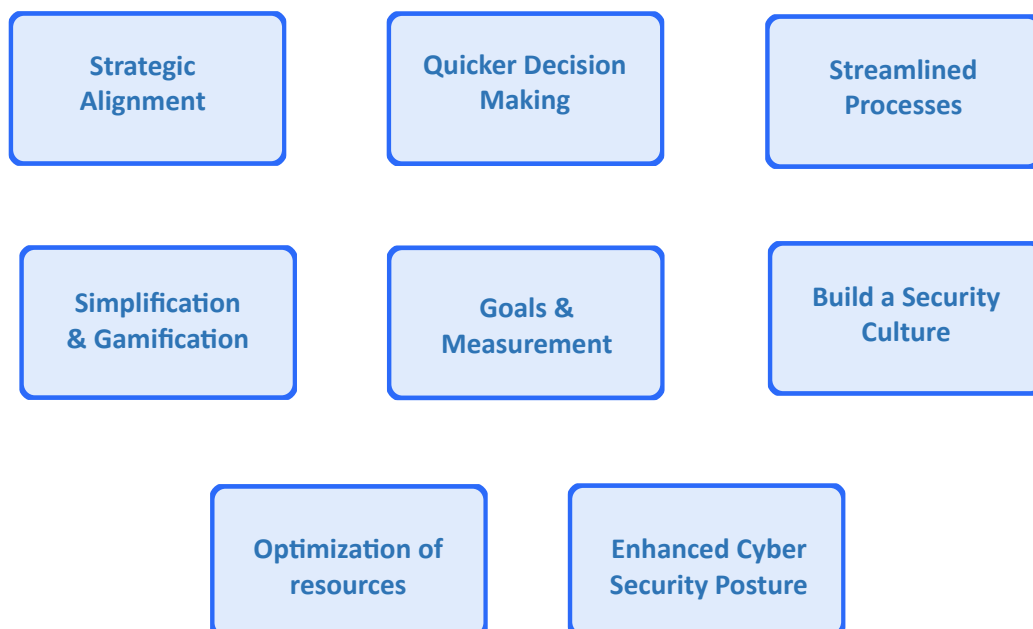 Strategic
Alignment
Quicker Decision
Making
Streamlined
Processes
Simplification
& Gamification
Goals &
Measurement
Build a Security
Culture
Optimization of
resources
Enhanced Cyber
Security Posture